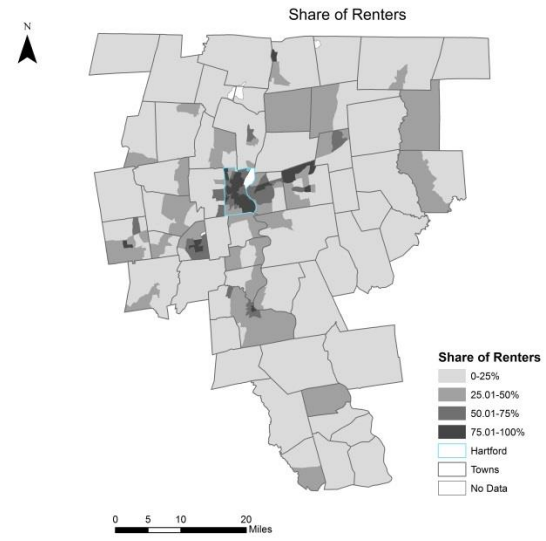 Share of Renters
N
Share of Renters
0-25%
25.01-50%
50.01-75%
75.01-100%
Hartford
Towns
No Data
0 5 10 20
Miles